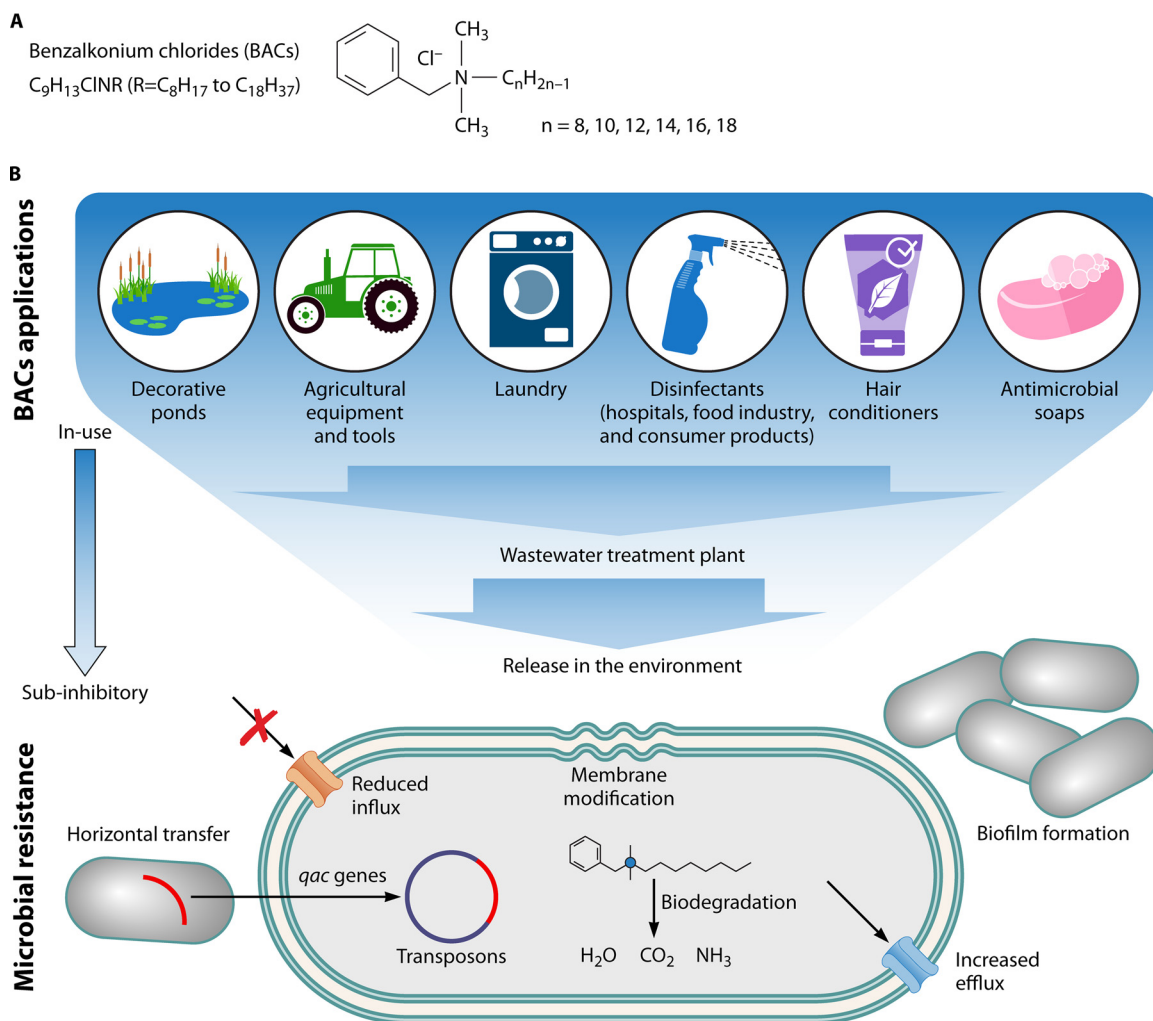 A
Benzalkonium chlorides (BACs)
C₉H₁₃ClNR (R=C₈H₁₇ to C₁₈H₃₇)
CH₃
Cl⁻
N
CₙH₂ₙ₋₁
CH₃
n = 8, 10, 12, 14, 16, 18
B
BACs applications
Decorative
ponds
Agricultural
equipment
and tools
Laundry
Disinfectants
(hospitals, food industry,
and consumer products)
Hair
conditioners
Antimicrobial
soaps
In-use
Wastewater treatment plant
Release in the environment
Sub-inhibitory
Microbial resistance
Reduced
influx
Membrane
modification
Biofilm formation
Horizontal transfer
qac genes
Transposons
Biodegradation
H₂O CO₂ NH₃
Increased
efflux